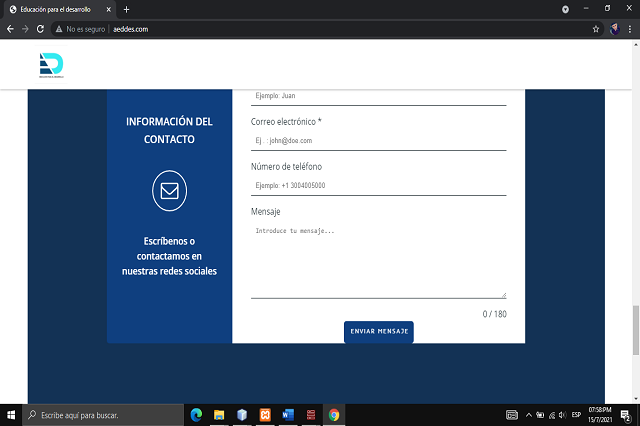 Educación para el desarrollo
No es seguro | aeddes.com
Ejemplo: Juan
INFORMACIÓN DEL
CONTACTO
Escríbenos o
contactamos en
nuestras redes sociales
Correo electrónico *
Ej. : john@doe.com
Número de teléfono
Ejemplo: +1 3004005000
Mensaje
Introduce tu mensaje...
0 / 180
ENVIAR MENSAJE
Escribe aquí para buscar.
ESP
07:58 PM
15/7/2021
2